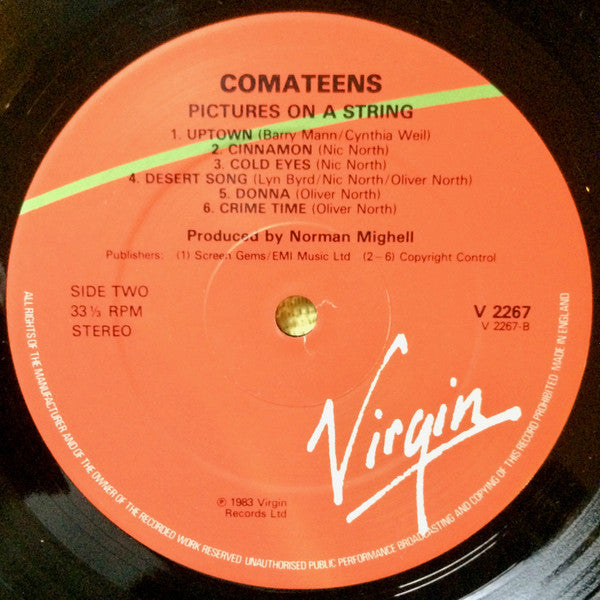 COMATEENS
PICTURES ON A STRING
1. UPTOWN (Barry Mann/Cynthia Weil)
2. CINNAMON (Nic North)
3. COLD EYES (Nic North)
4. DESERT SONG (Lyn Byrd/Nic North/Oliver North)
5. DONNA (Oliver North)
6. CRIME TIME (Oliver North)
Produced by Norman Mighell
Publishers: (1) Screen Gems/EMI Music Ltd (2–6) Copyright Control
SIDE TWO
33⅓ RPM
STEREO
V 2267
V 2267-B
Virgin
℗ 1983 Virgin
Records Ltd
ALL RIGHTS OF THE MANUFACTURER AND OF THE OWNER OF THE RECORDED WORK RESERVED UNAUTHORISED PUBLIC PERFORMANCE BROADCASTING AND COPYING OF THIS RECORD PROHIBITED MADE IN ENGLAND